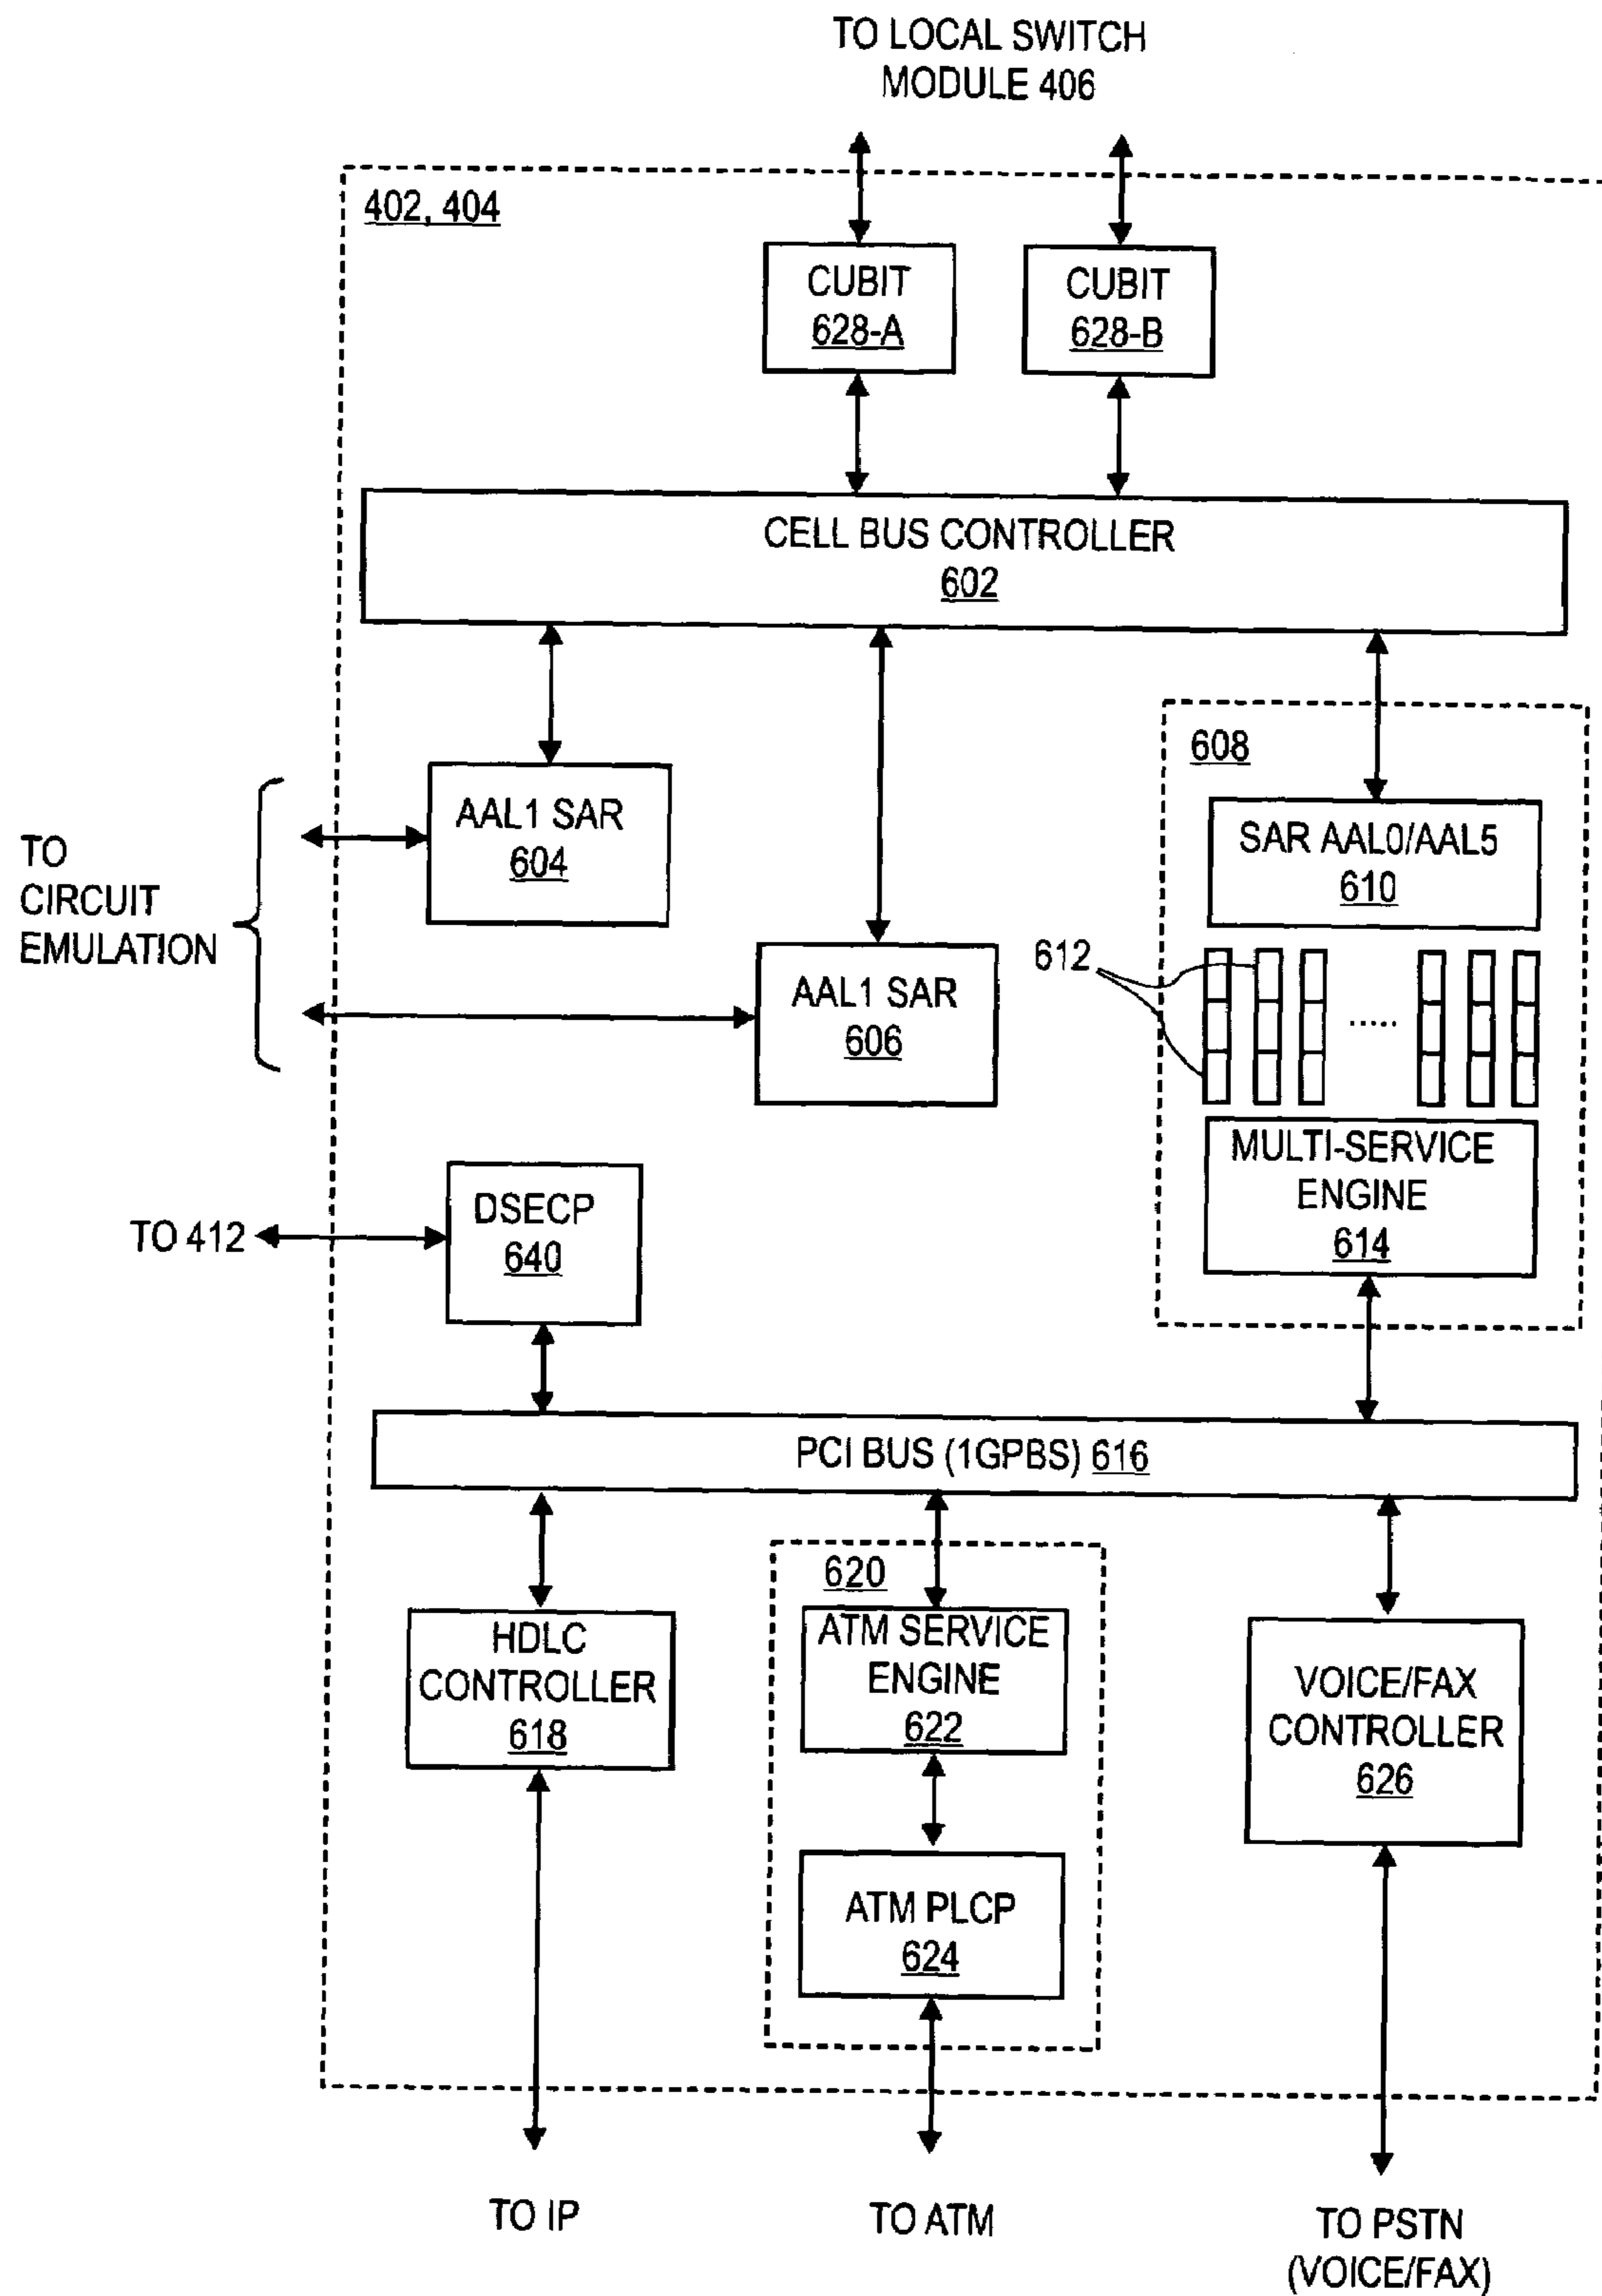 TO LOCAL SWITCH
MODULE 406
402, 404
CUBIT
628-A
CUBIT
628-B
CELL BUS CONTROLLER
602
608
AAL1 SAR
604
SAR AAL0/AAL5
610
TO
CIRCUIT
EMULATION
612
AAL1 SAR
606
.....
MULTI-SERVICE
ENGINE
614
DSECP
640
TO 412
PCI BUS (1GPBS) 616
620
HDLC
CONTROLLER
618
ATM SERVICE
ENGINE
622
VOICE/FAX
CONTROLLER
626
ATM PLCP
624
TO IP
TO ATM
TO PSTN
(VOICE/FAX)